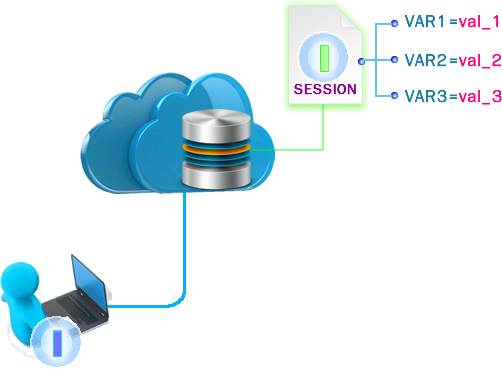 VAR1=val_1
VAR2=val_2
SESSION
VAR3=val_3